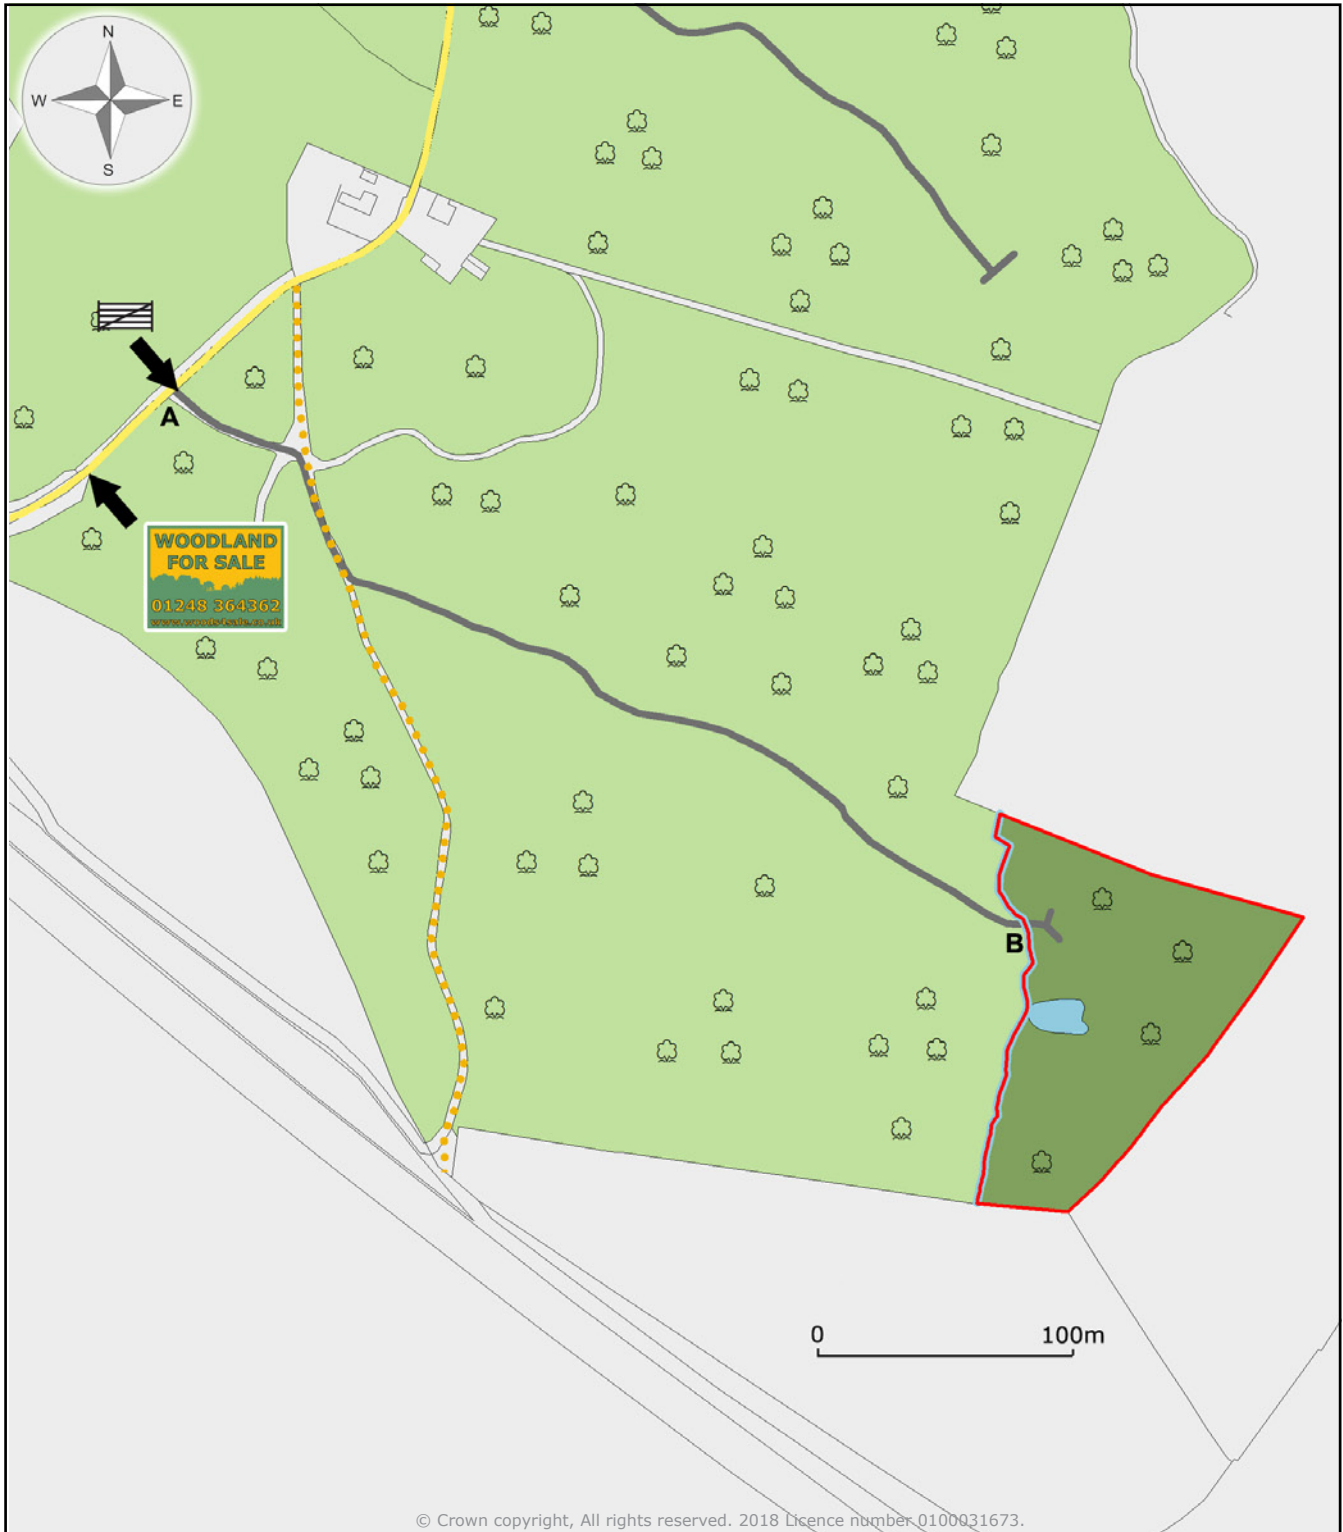 N
W E
S
A
WOODLAND
FOR SALE
01248 364362
www.woods4sale.co.uk
B
0 100m
© Crown copyright, All rights reserved. 2018 Licence number 0100031673.